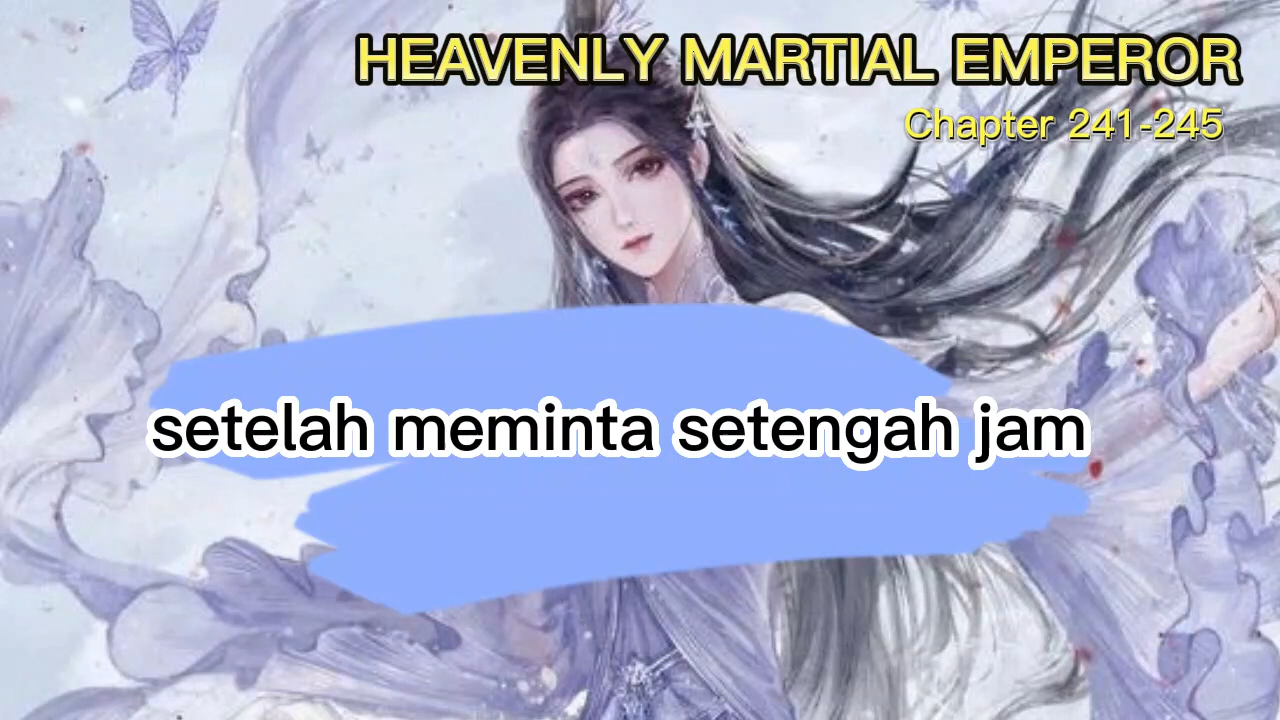 HEAVENLY MARTIAL EMPEROR
Chapter 241-245
setelah meminta setengah jam